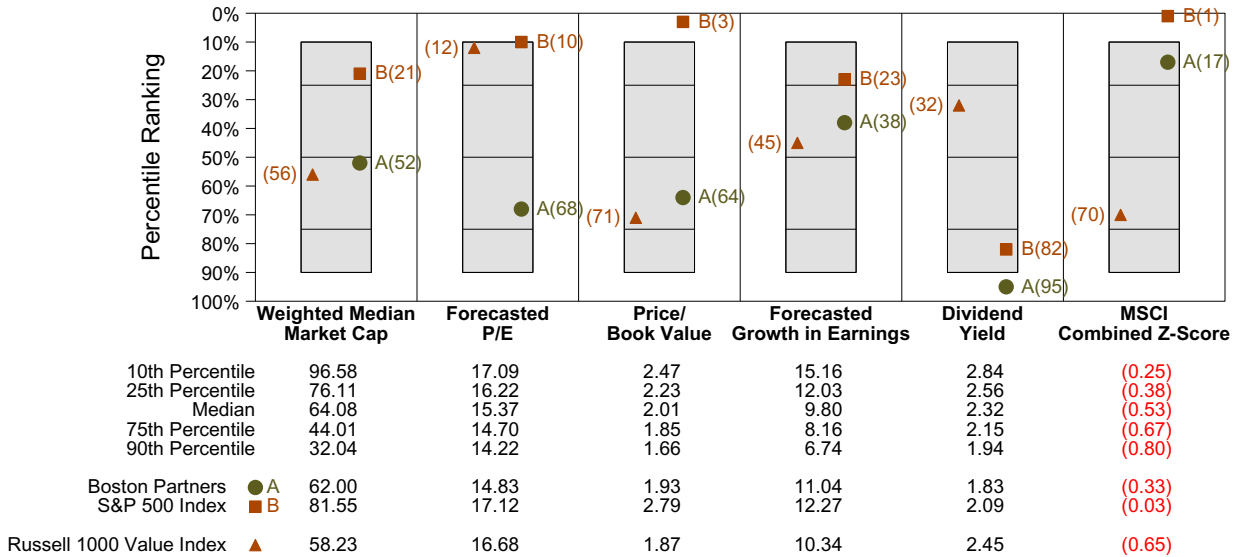 Percentile Ranking
0%
10%
20%
30%
40%
50%
60%
70%
80%
90%
100%
(56)
B(21)
A(52)
(12)
B(10)
A(68)
B(3)
(71)
A(64)
(45)
B(23)
A(38)
(32)
B(82)
A(95)
B(1)
A(17)
(70)
Weighted Median Market Cap
Forecasted P/E
Price/ Book Value
Forecasted Growth in Earnings
Dividend Yield
MSCI Combined Z-Score
10th Percentile 96.58 17.09 2.47 15.16 2.84 (0.25)
25th Percentile 76.11 16.22 2.23 12.03 2.56 (0.38)
Median 64.08 15.37 2.01 9.80 2.32 (0.53)
75th Percentile 44.01 14.70 1.85 8.16 2.15 (0.67)
90th Percentile 32.04 14.22 1.66 6.74 1.94 (0.80)
Boston Partners A 62.00 14.83 1.93 11.04 1.83 (0.33)
S&P 500 Index B 81.55 17.12 2.79 12.27 2.09 (0.03)
Russell 1000 Value Index 58.23 16.68 1.87 10.34 2.45 (0.65)